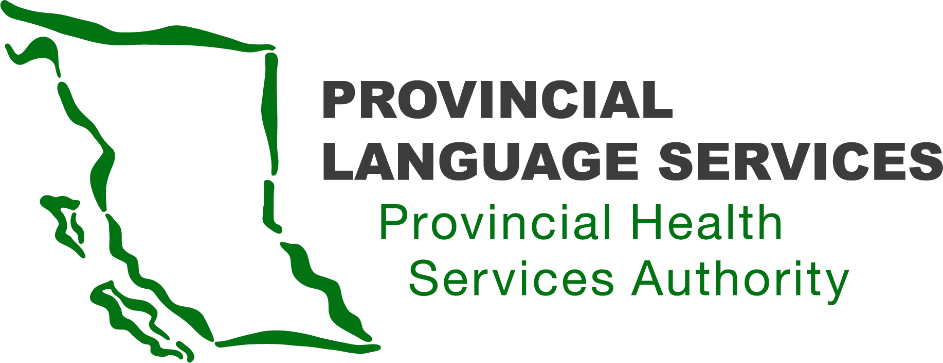 PROVINCIAL
LANGUAGE SERVICES
Provincial Health
Services Authority